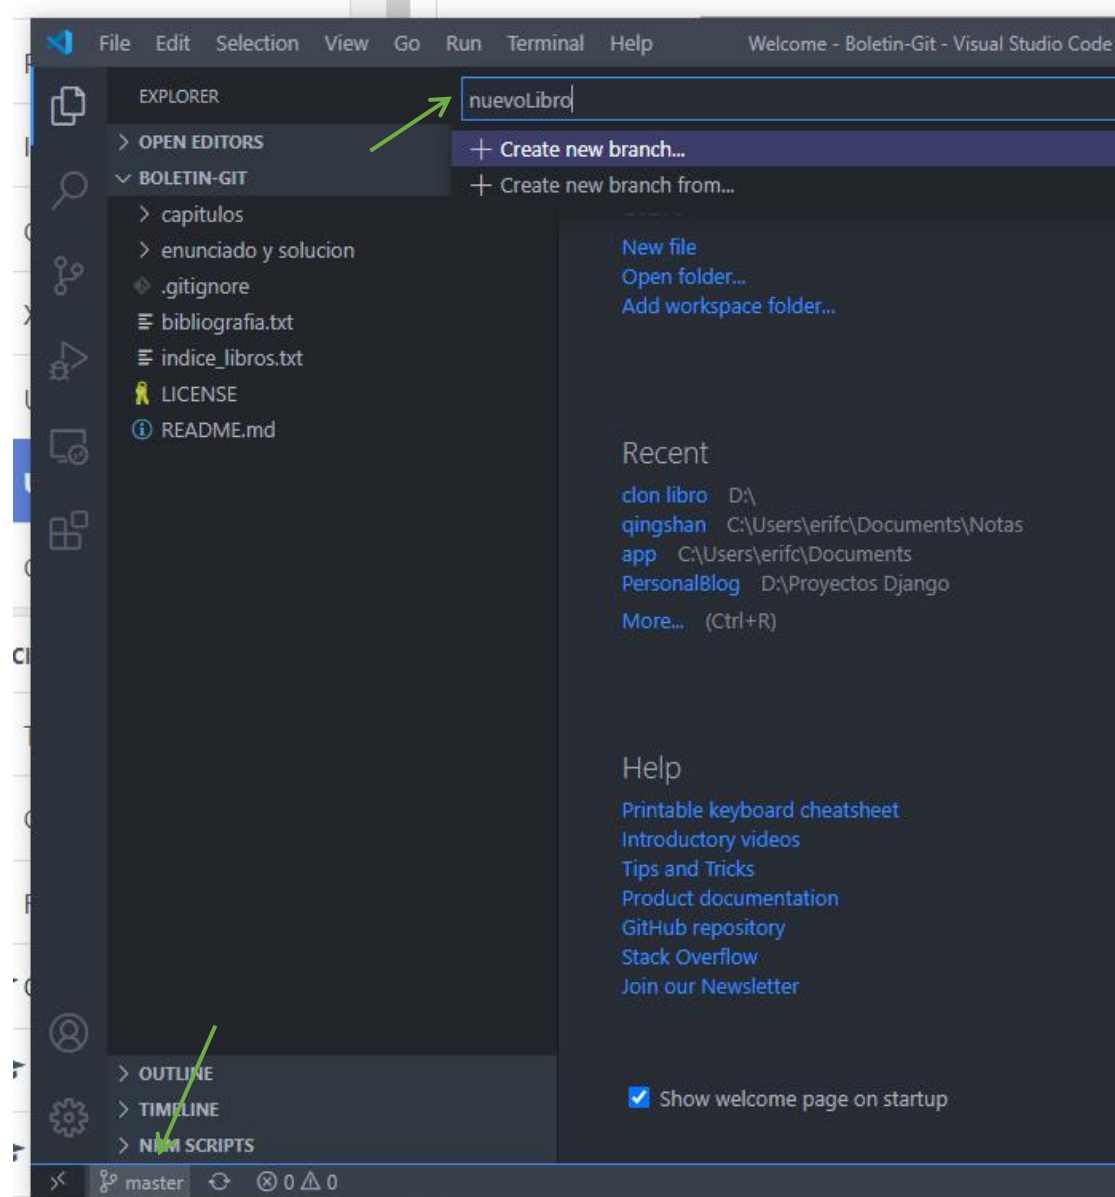 File Edit Selection View Go Run Terminal Help Welcome - Boletin-Git - Visual Studio Code
EXPLORER
nuevoLibro
OPEN EDITORS
Create new branch...
BOLETIN-GIT
Create new branch from...
capitulos
enunciado y solucion
.gitignore
bibliografia.txt
indice_libros.txt
LICENSE
README.md
New file
Open folder...
Add workspace folder...
Recent
clon libro D:\
qingshan C:\Users\erifc\Documents\Notas
app C:\Users\erifc\Documents
PersonalBlog D:\Proyectos Django
More... (Ctrl+R)
Help
Printable keyboard cheatsheet
Introductory videos
Tips and Tricks
Product documentation
GitHub repository
Stack Overflow
Join our Newsletter
Show welcome page on startup
OUTLINE
TIMELINE
NPM SCRIPTS
master 0 0